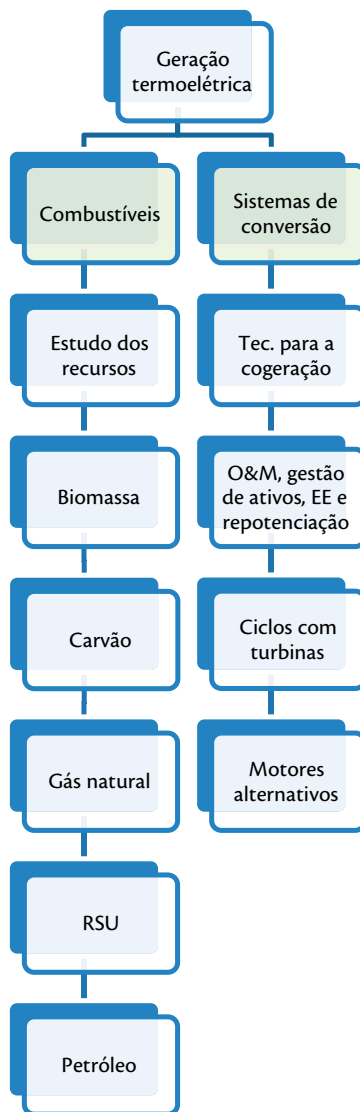 Geração
termoelétrica
Combustíveis
Sistemas de
conversão
Estudo dos
recursos
Tec. para a
cogeração
Biomassa
O&M, gestão
de ativos, EE e
repotenciação
Carvão
Ciclos com
turbinas
Gás natural
Motores
alternativos
RSU
Petróleo